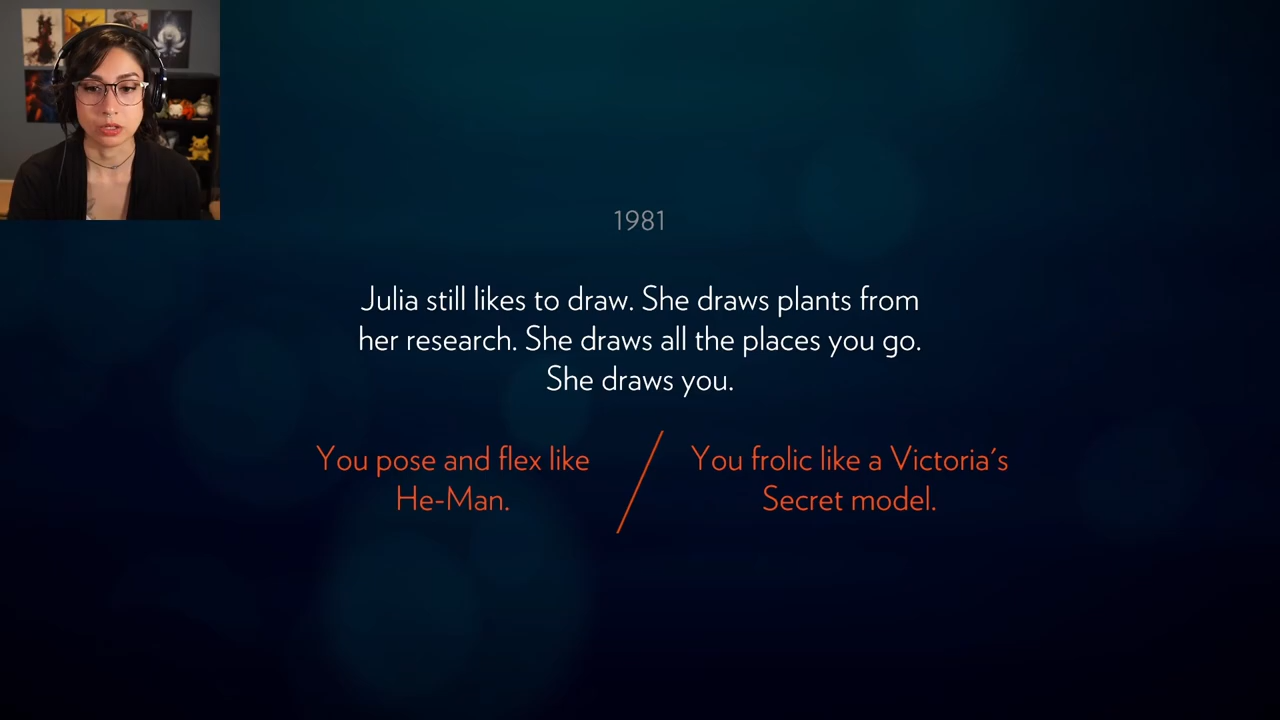 1981
Julia still likes to draw. She draws plants from
her research. She draws all the places you go.
She draws you.
You pose and flex like
He-Man.
You frolic like a Victoria's
Secret model.